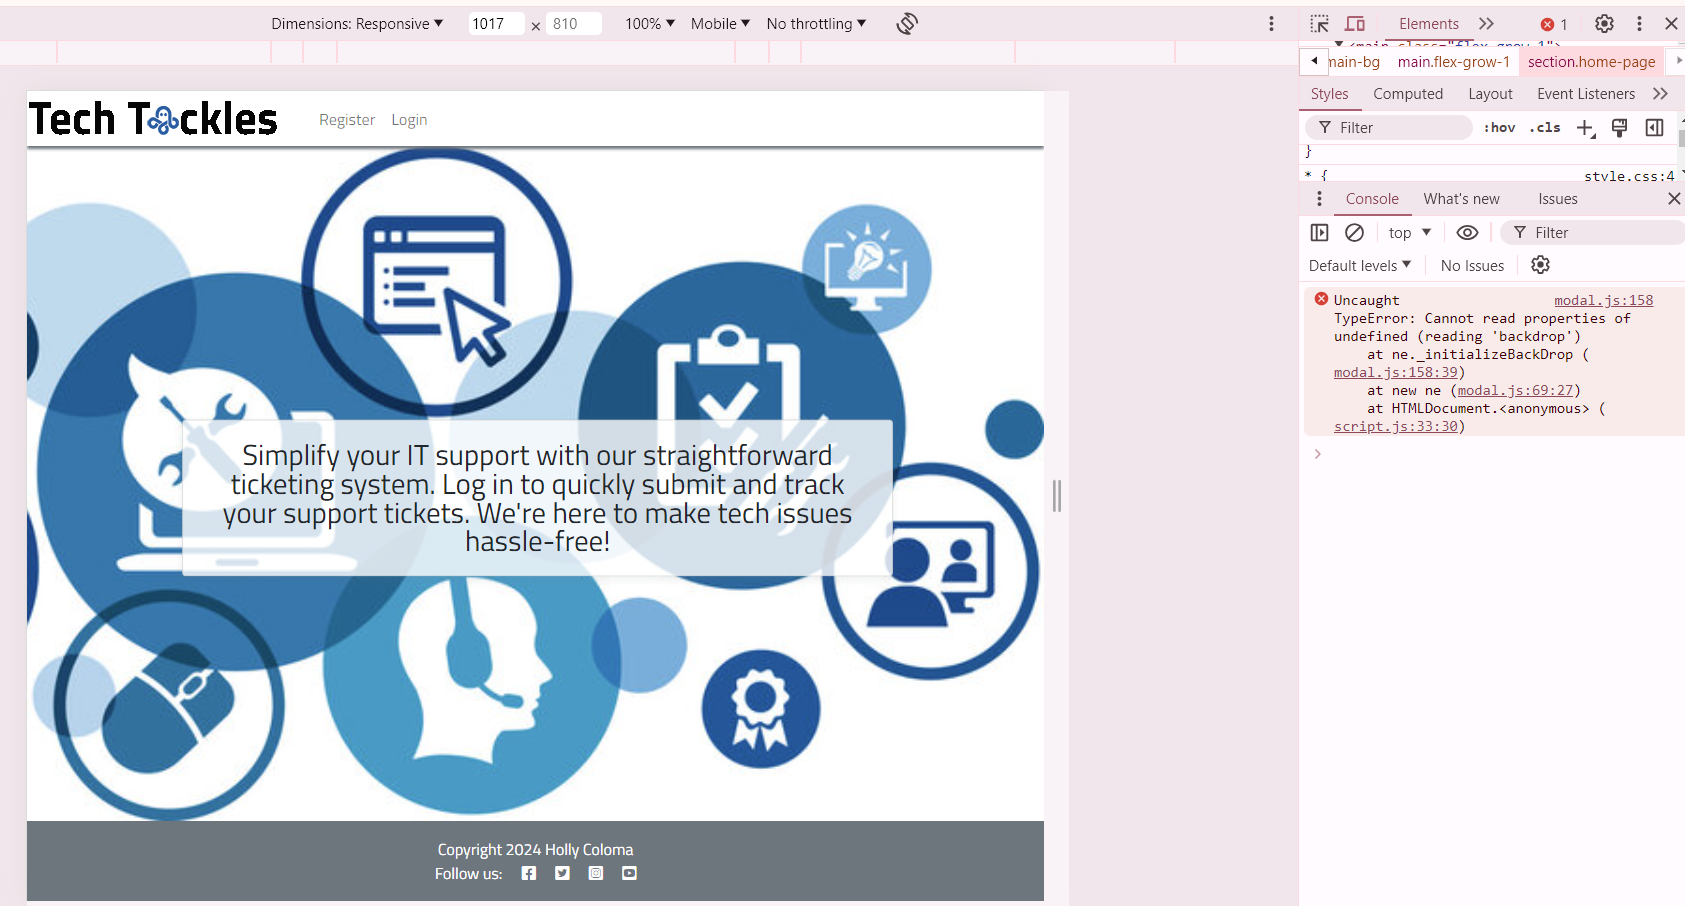 Dimensions: Responsive 1017 × 810 100% Mobile No throttling
Elements 1
<main class="flex-grow-1">
main-bg main.flex-grow-1 section.home-page
Styles Computed Layout Event Listeners
Filter :hov .cls
}
* { style.css:4
Console What's new Issues
top Filter
Default levels No Issues
Uncaught modal.js:158
TypeError: Cannot read properties of
undefined (reading 'backdrop')
at ne._initializeBackDrop (
modal.js:158:39)
at new ne (modal.js:69:27)
at HTMLDocument.<anonymous> (
script.js:33:30)
Tech Tackles Register Login
Simplify your IT support with our straightforward
ticketing system. Log in to quickly submit and track
your support tickets. We're here to make tech issues
hassle-free!
Copyright 2024 Holly Coloma
Follow us: